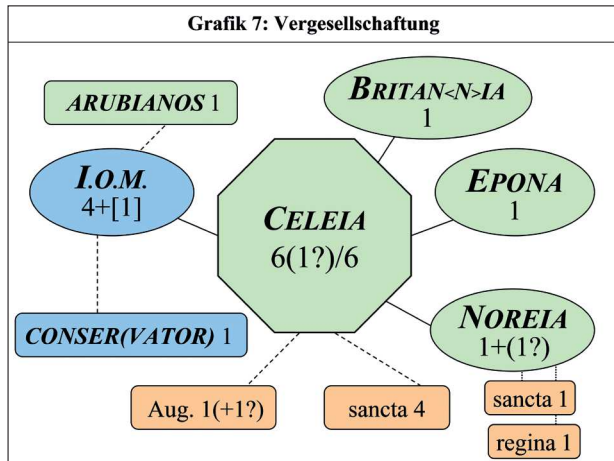 Grafik 7: Vergesellschaftung
ARUBIANOS 1
BRITAN<N>IA
1
I.O.M.
4+[1]
EPONA
1
CELEIA
6(1?)/6
NOREIA
1+(1?)
CONSER(VATOR) 1
Aug. 1(+1?)
sancta 4
sancta 1
regina 1